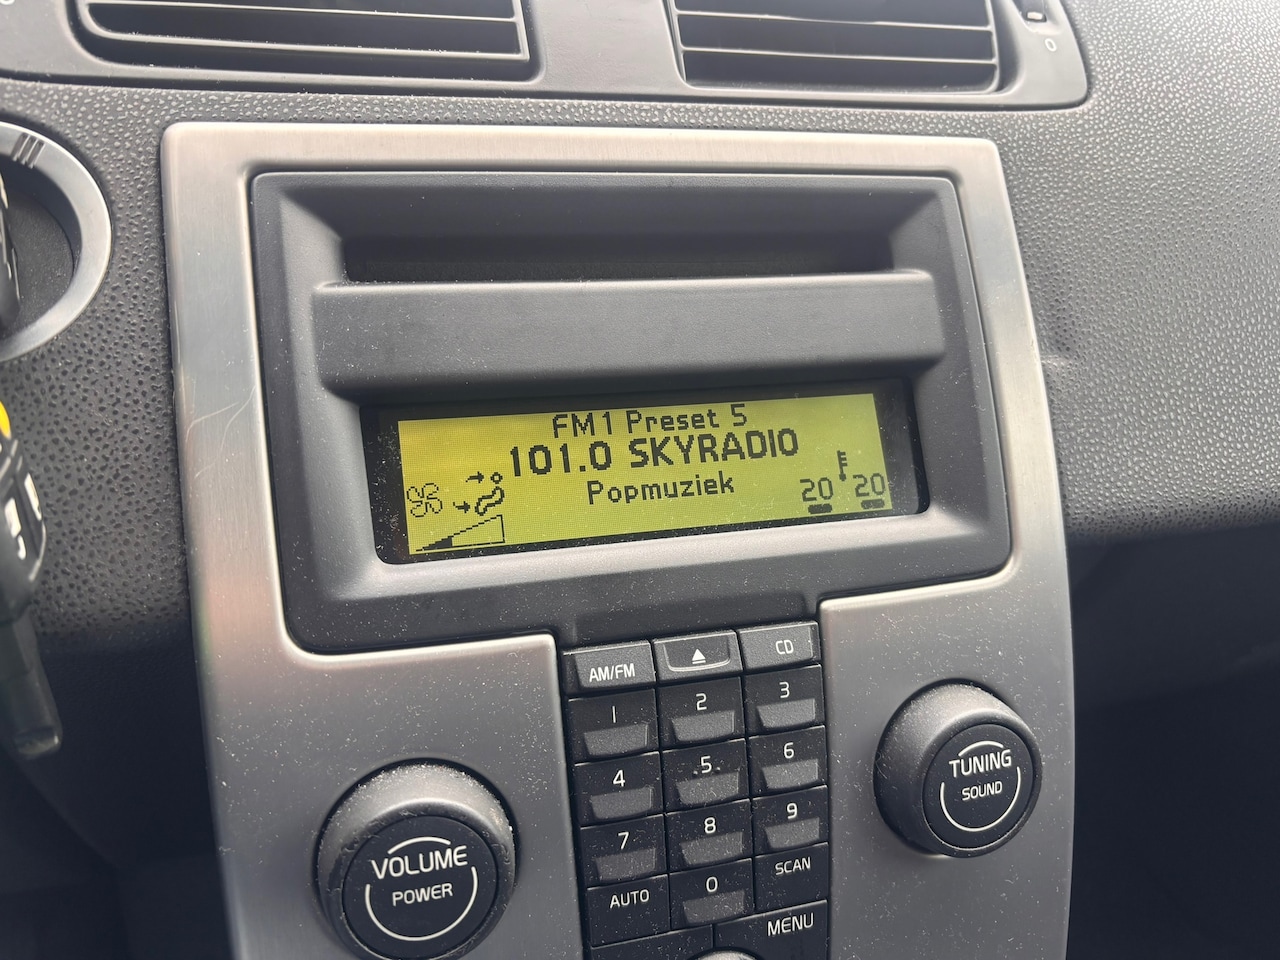 0
FM1 Preset 5
101.0 SKYRADIO
Popmuziek
20 20
AM/FM CD
1 2 3
4 5 6
7 8 9
AUTO 0 SCAN
MENU
VOLUME
POWER
TUNING
SOUND